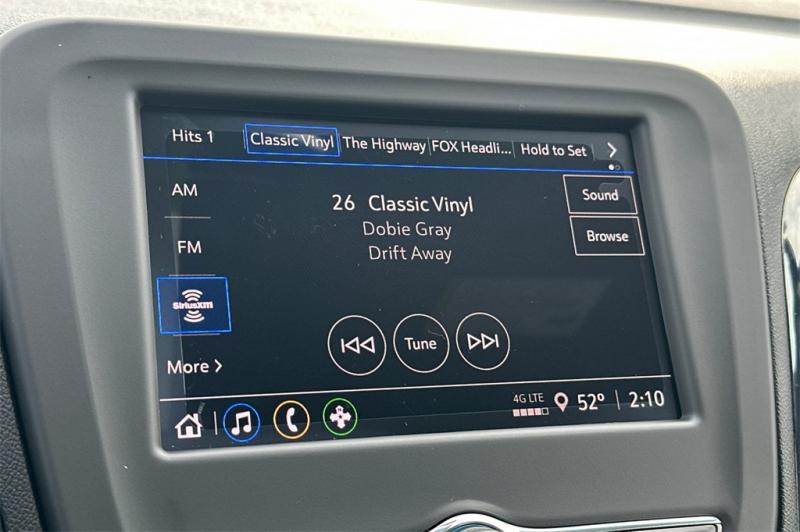 Hits 1 Classic Vinyl The Highway FOX Headli... Hold to Set
AM
FM
SiriusXM
More
26 Classic Vinyl
Dobie Gray
Drift Away
Sound
Browse
Tune
4G LTE
52° 2:10